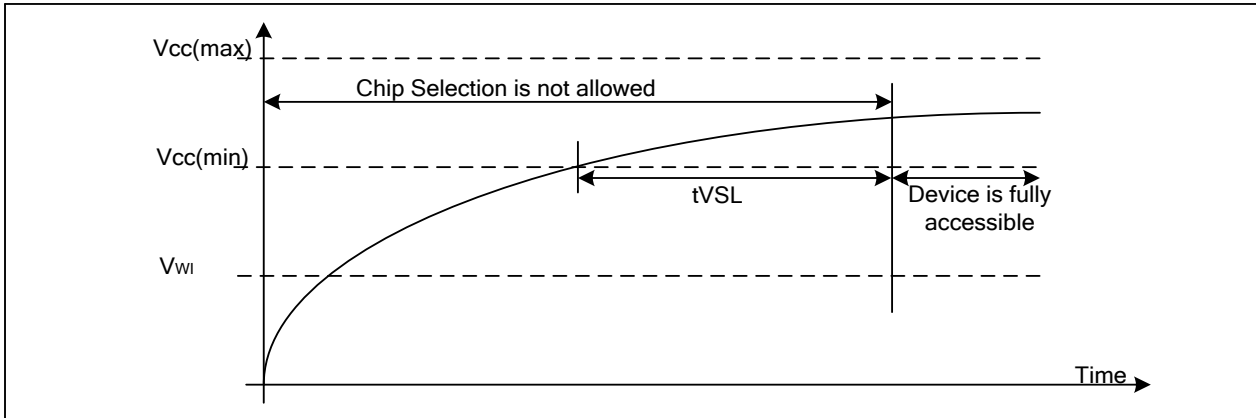 Vcc(max)
Chip Selection is not allowed
Vcc(min)
tVSL
Device is fully
accessible
VWI
Time